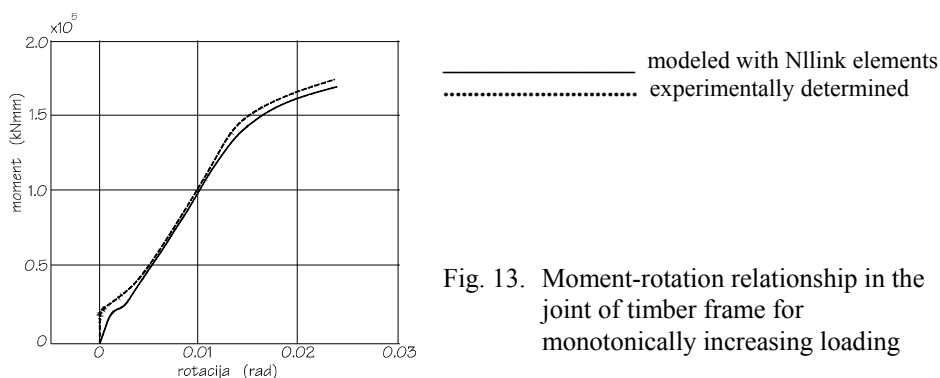 x10⁵
2.0
1.5
1.0
0.5
0
moment (kNmm)
0 0.01 0.02 0.03
rotacija (rad)
modeled with Nllink elements
experimentally determined
Fig. 13. Moment-rotation relationship in the
joint of timber frame for
monotonically increasing loading